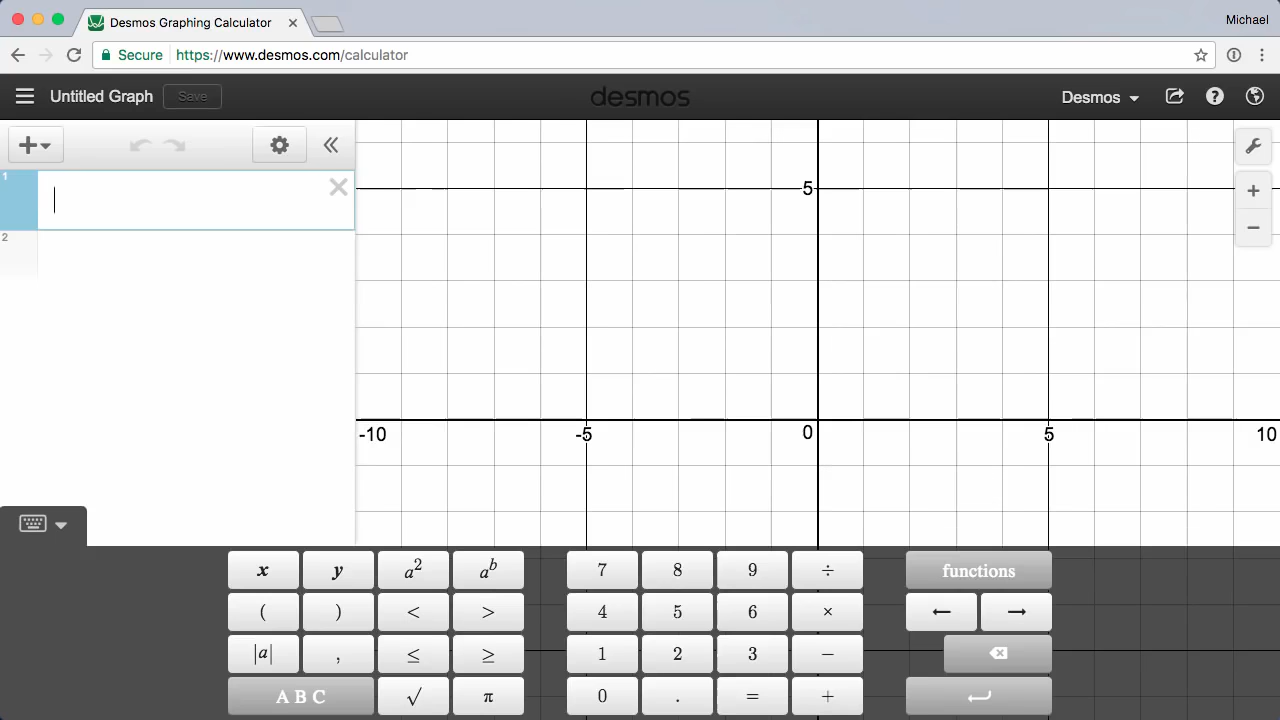 Desmos Graphing Calculator
Michael
Secure https://www.desmos.com/calculator
Untitled Graph Save desmos Desmos
1
2
5
-10 -5 0 5 10
x y a² aᵇ 7 8 9 ÷ functions
( ) < > 4 5 6 × ← →
|a| , ≤ ≥ 1 2 3 −
A B C √ π 0 . = +